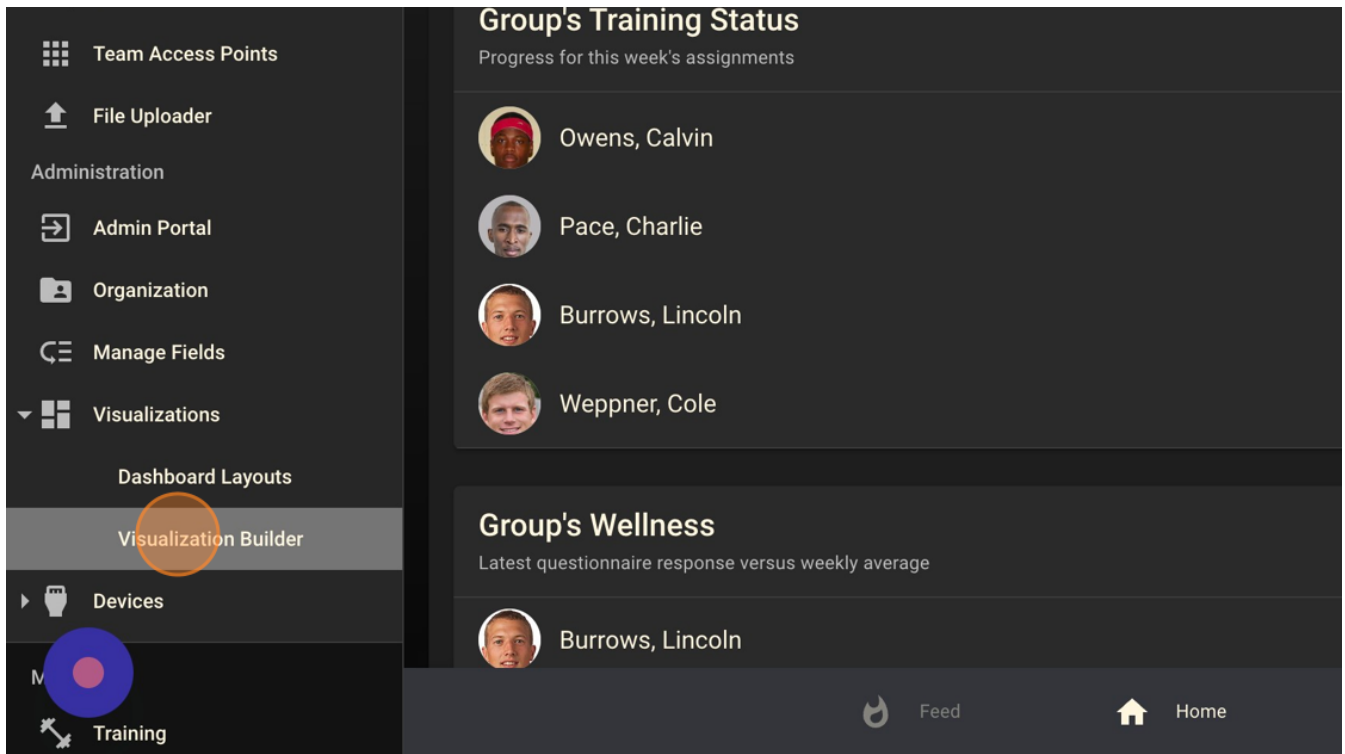 Team Access Points
File Uploader
Administration
Admin Portal
Organization
Manage Fields
Visualizations
Dashboard Layouts
Visualization Builder
Devices
Training
Group's Training Status
Progress for this week's assignments
Owens, Calvin
Pace, Charlie
Burrows, Lincoln
Weppner, Cole
Group's Wellness
Latest questionnaire response versus weekly average
Burrows, Lincoln
Feed
Home